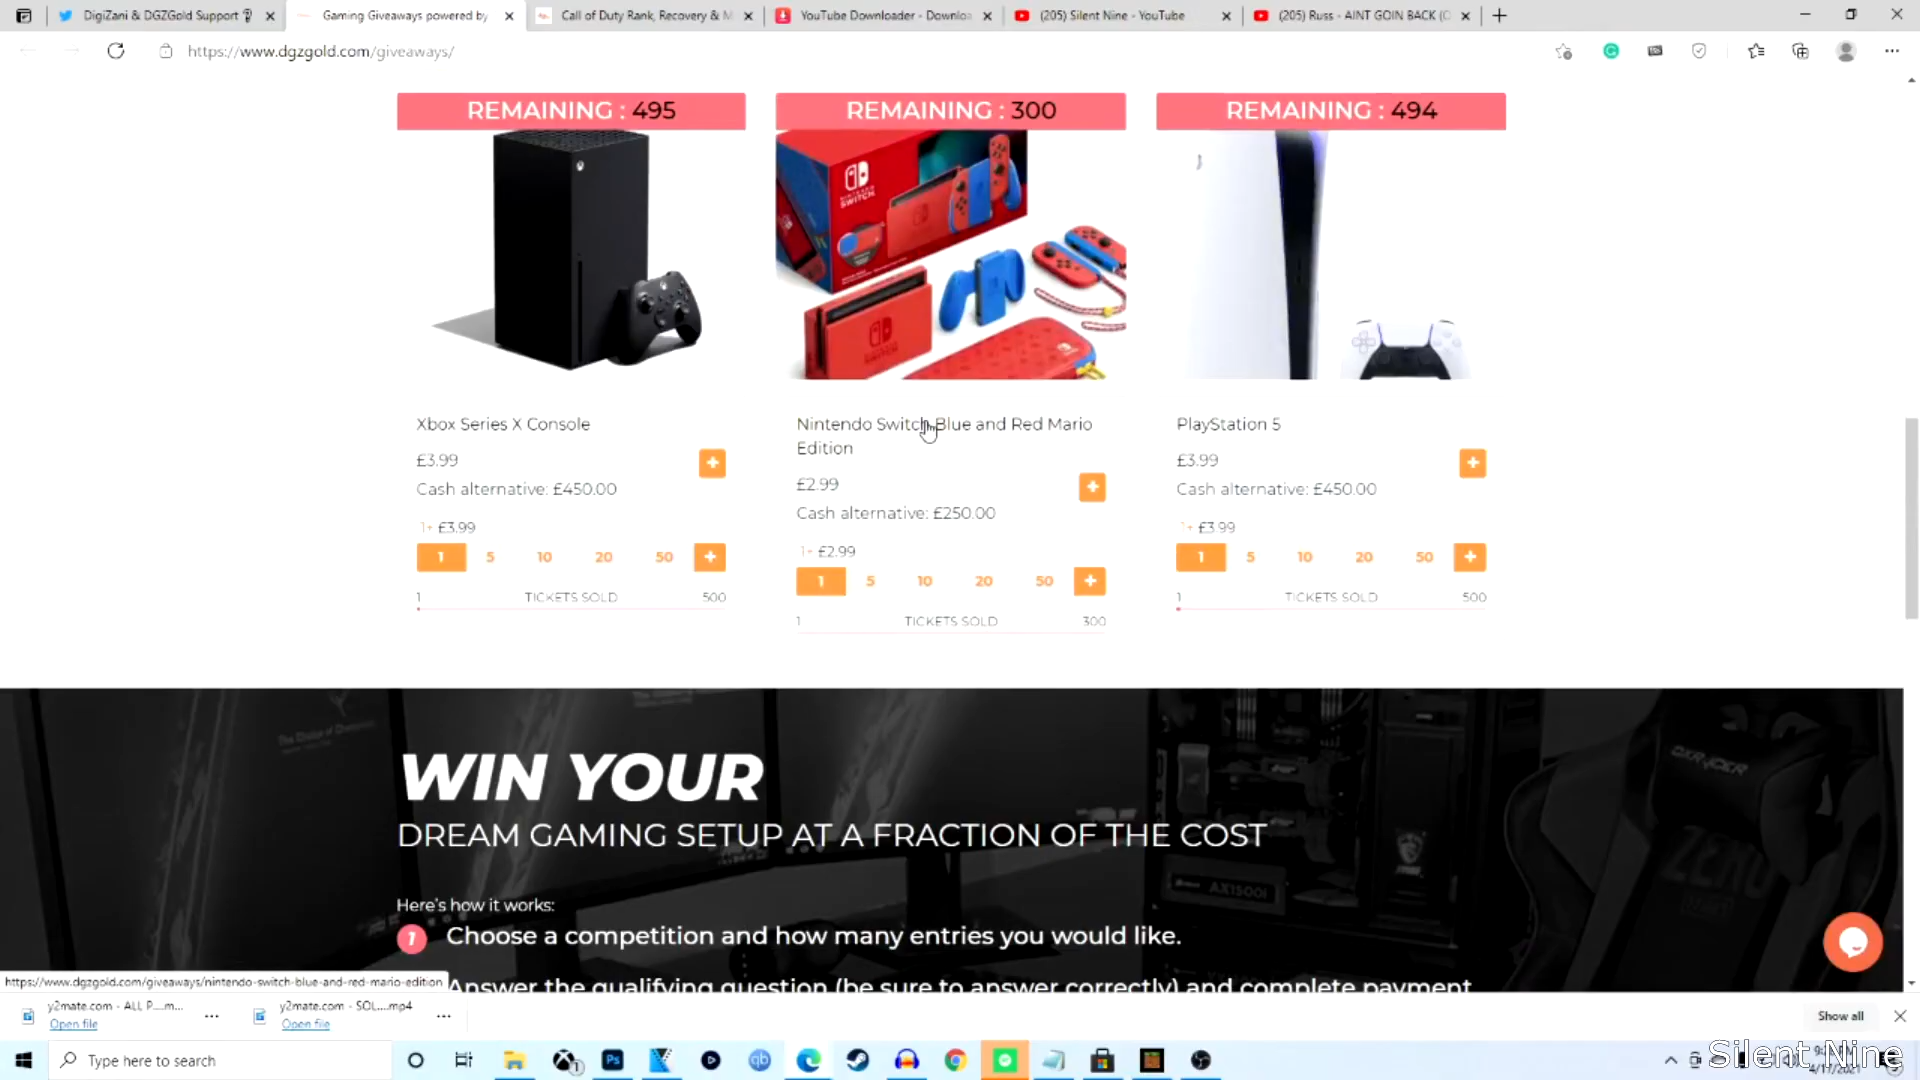 DigiZani & DGZGold Support
Gaming Giveaways powered by
Call of Duty Rank, Recovery & M
YouTube Downloader - Downloa
(205) Silent Nine - YouTube
(205) Russ - AINT GOIN BACK (O
https://www.dgzgold.com/giveaways/
REMAINING : 495
REMAINING : 300
REMAINING : 494
NINTENDO
SWITCH
Xbox Series X Console
£3.99
Cash alternative: £450.00
1+ £3.99
1 5 10 20 50 +
1 TICKETS SOLD 500
Nintendo Switch Blue and Red Mario
Edition
£2.99
Cash alternative: £250.00
1+ £2.99
1 5 10 20 50 +
1 TICKETS SOLD 300
PlayStation 5
£3.99
Cash alternative: £450.00
1+ £3.99
1 5 10 20 50 +
1 TICKETS SOLD 500
WIN YOUR
DREAM GAMING SETUP AT A FRACTION OF THE COST
Here's how it works:
1 Choose a competition and how many entries you would like.
Answer the qualifying question (be sure to answer correctly) and complete payment
AX1500i
DXRACER
ZERO
https://www.dgzgold.com/giveaways/nintendo-switch-blue-and-red-mario-edition
y2mate.com - ALL P....m...
Open file
y2mate.com - SOL....mp4
Open file
Show all
Type here to search
Ps
qb
Silent Nine